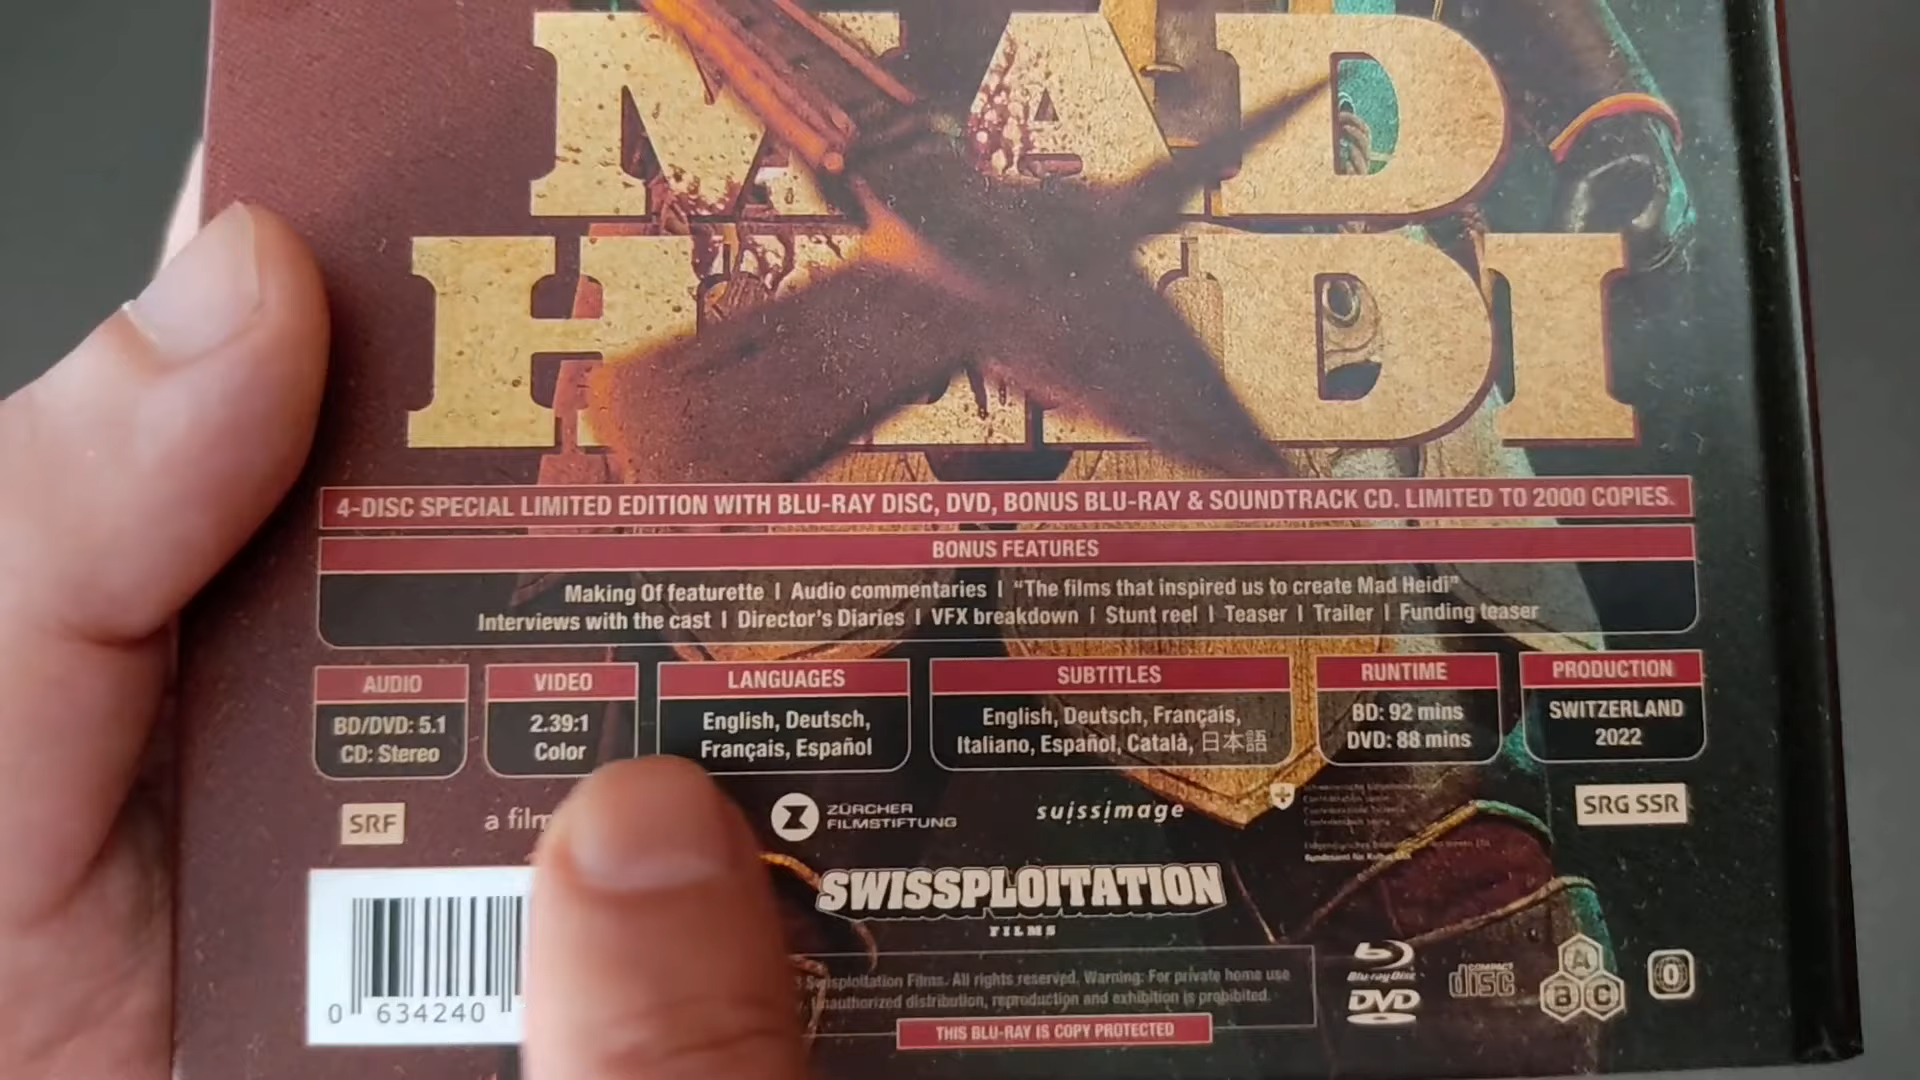 MAD
HEIDI
4-DISC SPECIAL LIMITED EDITION WITH BLU-RAY DISC, DVD, BONUS BLU-RAY & SOUNDTRACK CD. LIMITED TO 2000 COPIES.
BONUS FEATURES
Making Of featurette | Audio commentaries | "The films that inspired us to create Mad Heidi"
Interviews with the cast | Director's Diaries | VFX breakdown | Stunt reel | Teaser | Trailer | Funding teaser
AUDIO
BD/DVD: 5.1
CD: Stereo
VIDEO
2.39:1
Color
LANGUAGES
English, Deutsch,
Français, Español
SUBTITLES
English, Deutsch, Français,
Italiano, Español, Català, 日本語
RUNTIME
BD: 92 mins
DVD: 88 mins
PRODUCTION
SWITZERLAND
2022
SRF
a film
ZÜRCHER
FILMSTIFTUNG
suissimage
SRG SSR
SWISSPLOITATION
FILMS
0 634240
Swissploitation Films. All rights reserved. Warning: For private home use
Unauthorized distribution, reproduction and exhibition is prohibited.
THIS BLU-RAY IS COPY PROTECTED
Blu-ray Disc
DVD
COMPACT
disc
A
B C
0